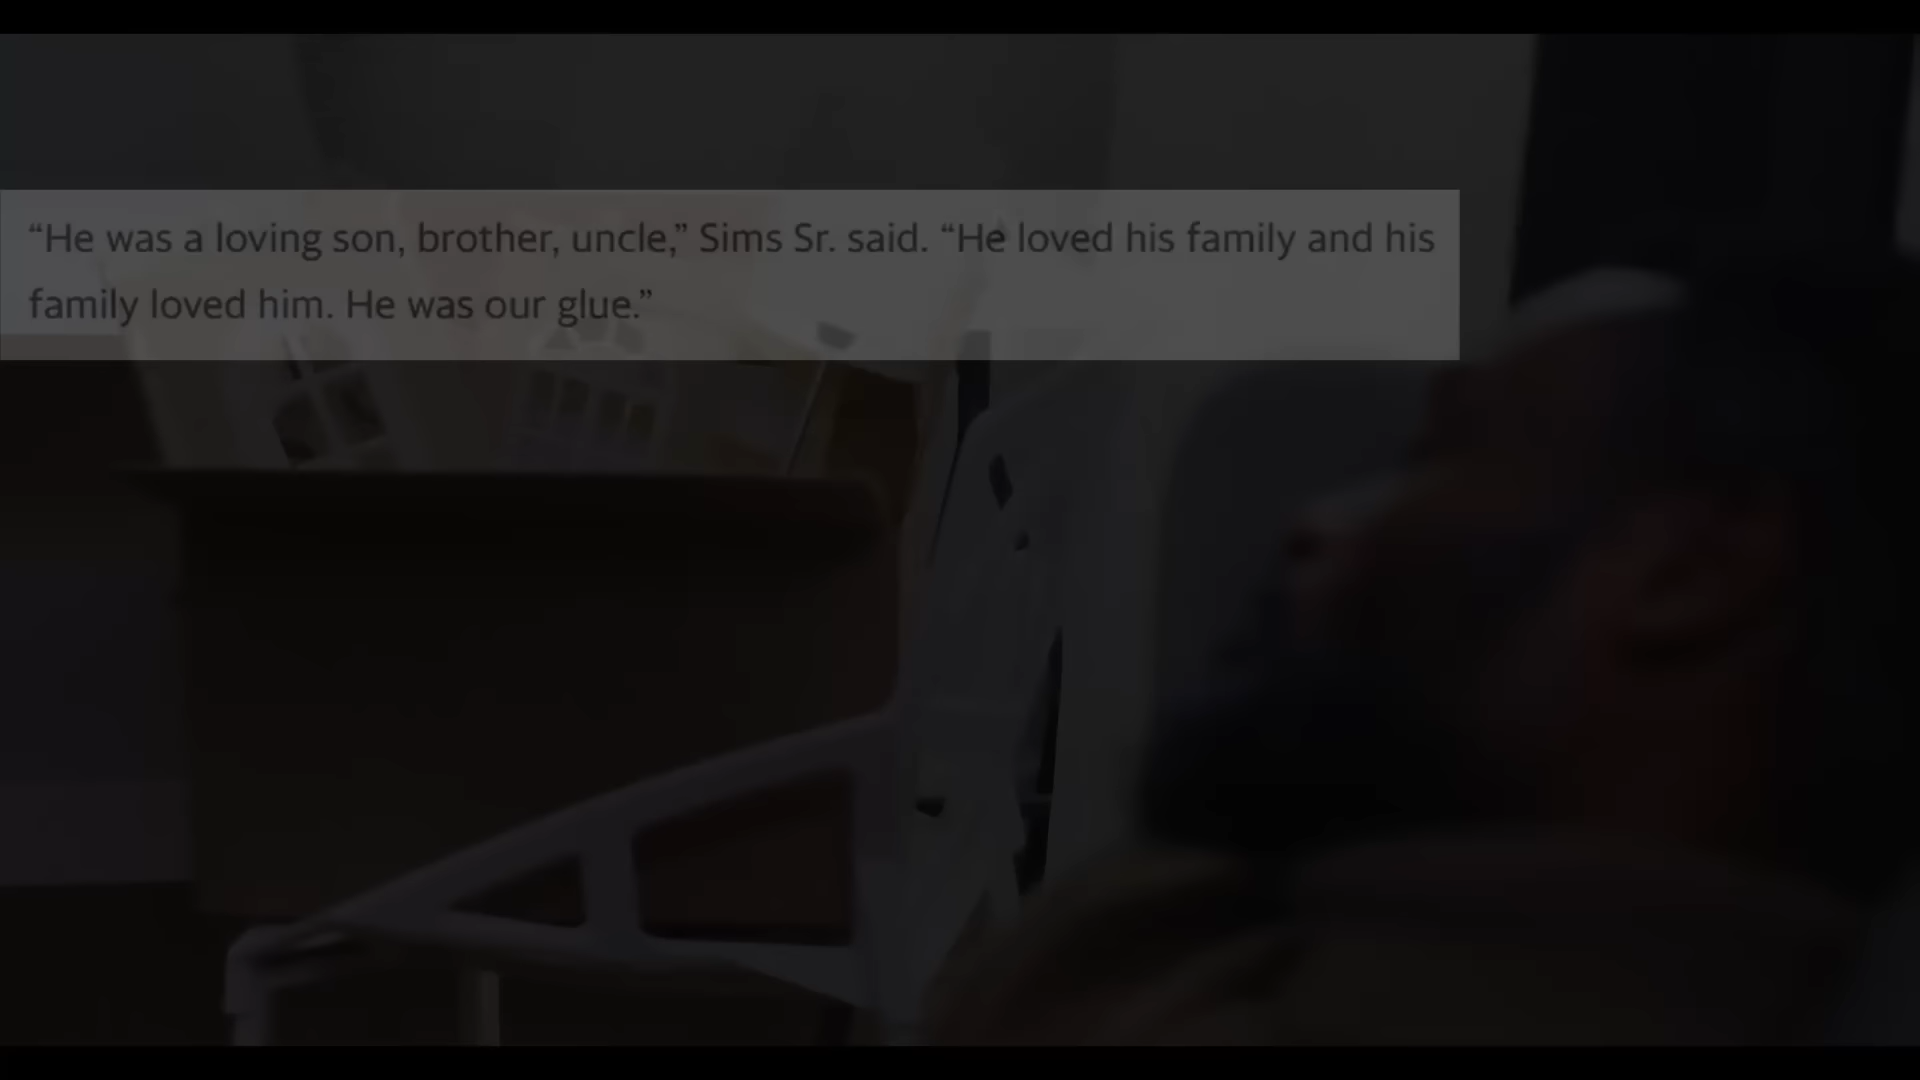 “He was a loving son, brother, uncle,” Sims Sr. said. “He loved his family and his
family loved him. He was our glue.”